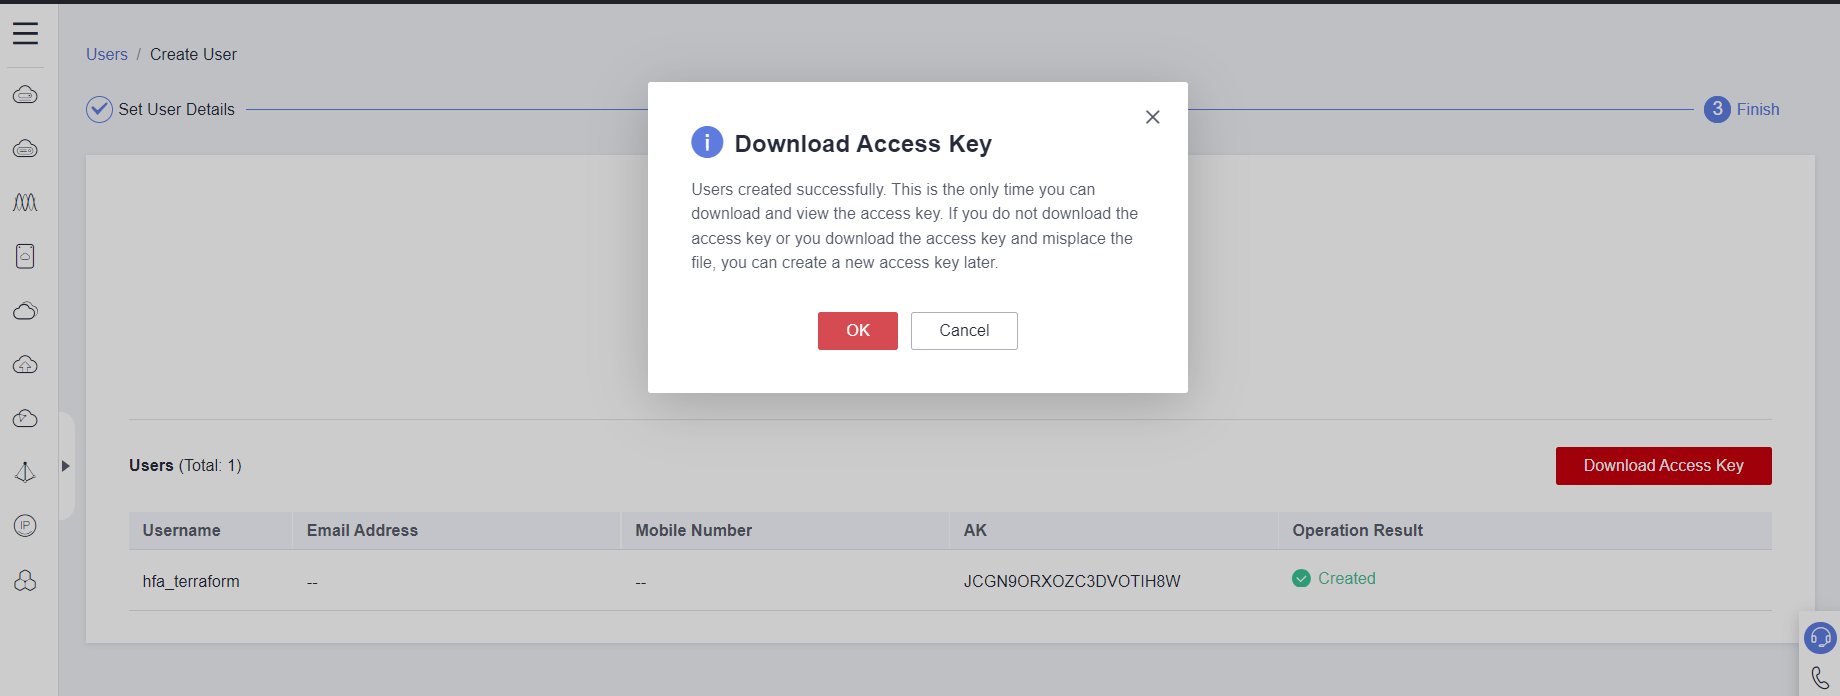 Users / Create User
Set User Details
3 Finish
i Download Access Key
Users created successfully. This is the only time you can
download and view the access key. If you do not download the
access key or you download the access key and misplace the
file, you can create a new access key later.
OK Cancel
Users (Total: 1)
Download Access Key
Username Email Address Mobile Number AK Operation Result
hfa_terraform -- -- JCGN9ORXOZC3DVOTIH8W Created
IP